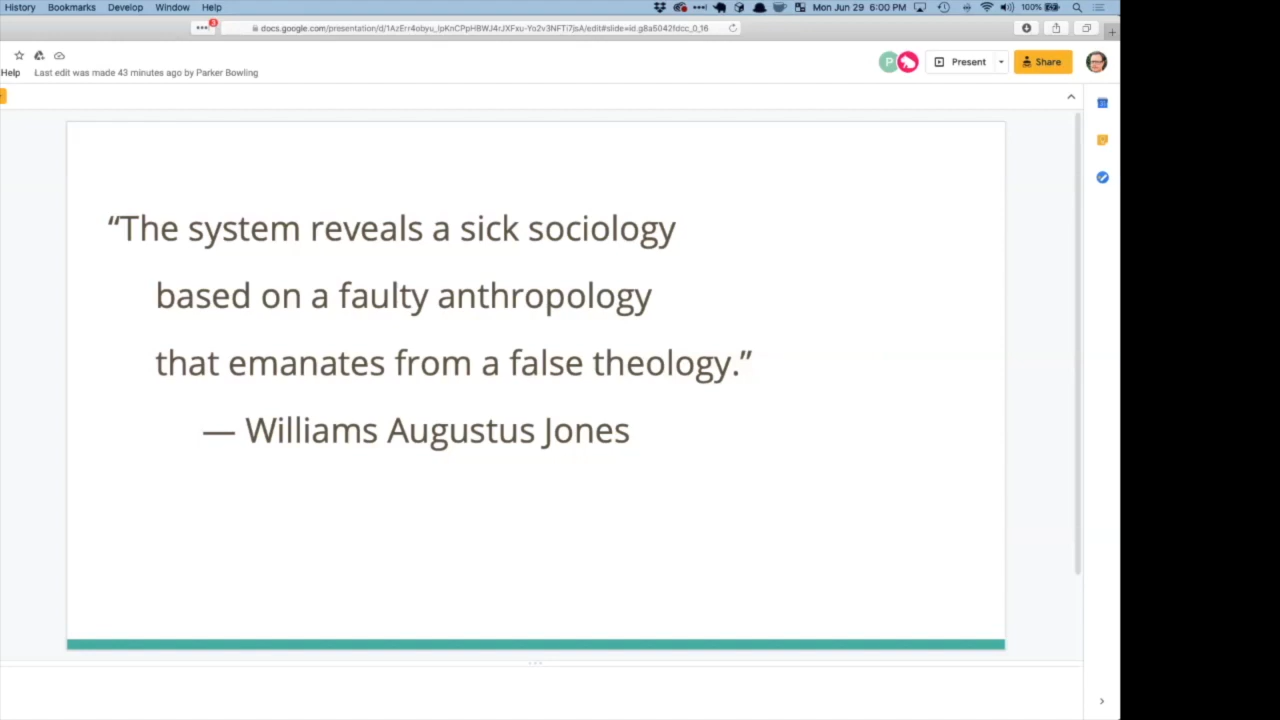 History Bookmarks Develop Window Help Mon Jun 29 6:00 PM 100%
3
Help Last edit was made 43 minutes ago by Parker Bowling
P Present Share
“The system reveals a sick sociology
based on a faulty anthropology
that emanates from a false theology.”
— Williams Augustus Jones